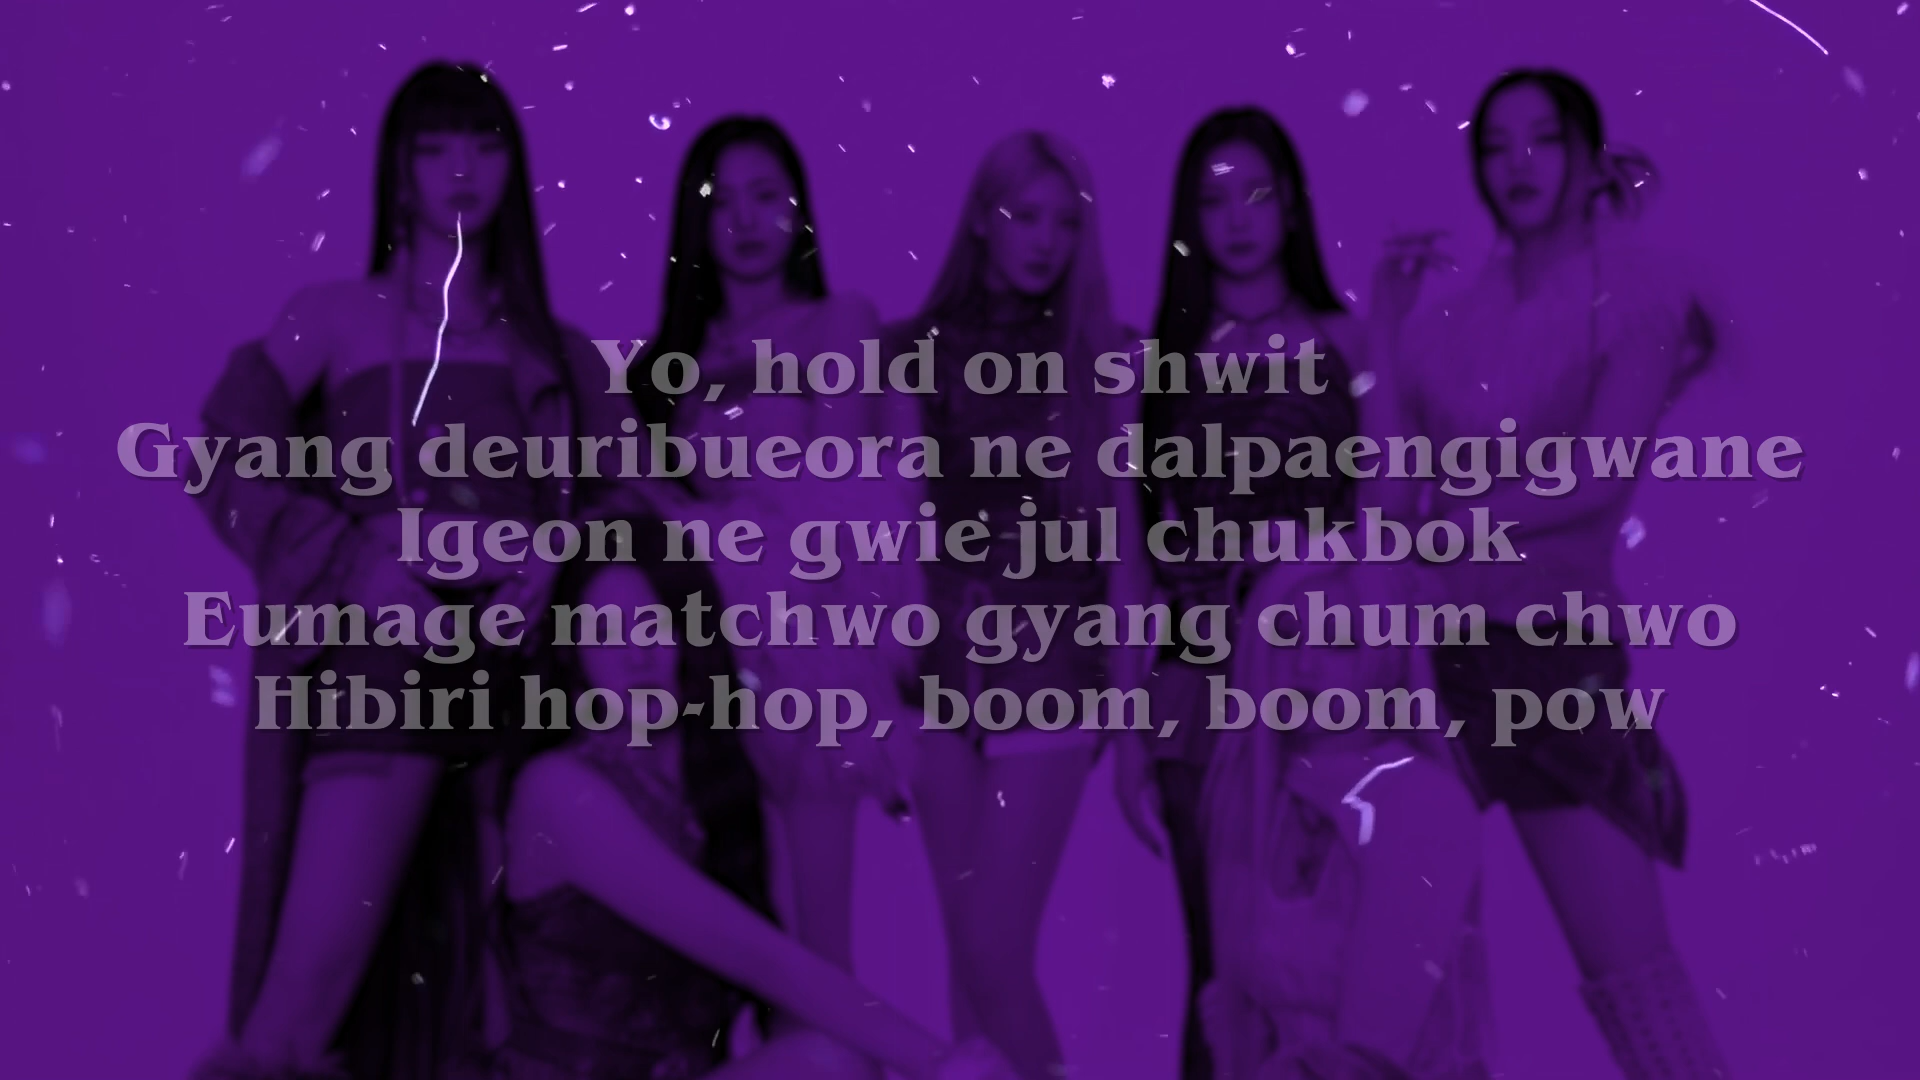 Yo, hold on shwit
Gyang deuribueora ne dalpaengigwane
Igeon ne gwie jul chukbok
Eumage matchwo gyang chum chwo
Hibiri hop-hop, boom, boom, pow